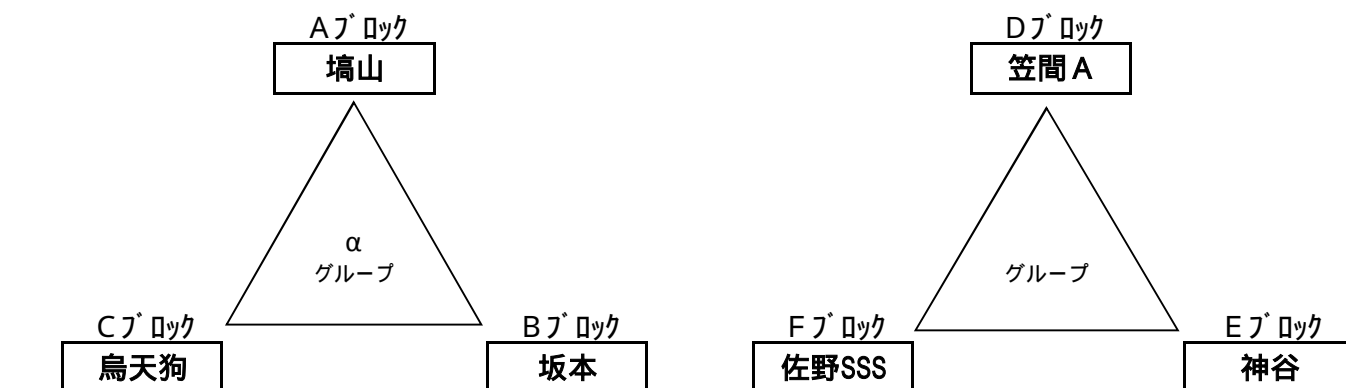 Aﾌﾞﾛｯｸ
塙山
α
グループ
Cﾌﾞﾛｯｸ
烏天狗
Bﾌﾞﾛｯｸ
坂本
Dﾌﾞﾛｯｸ
笠間A
グループ
Fﾌﾞﾛｯｸ
佐野SSS
Eﾌﾞﾛｯｸ
神谷